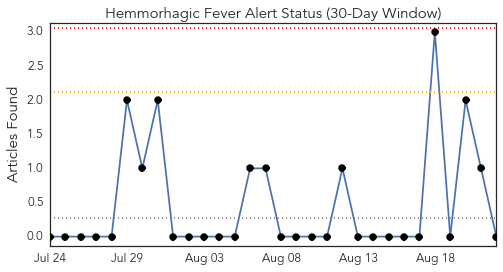 Hemmorhagic Fever Alert Status (30-Day Window)
Articles Found
3.0
2.5
2.0
1.5
1.0
0.5
0.0
Jul 24 Jul 29 Aug 03 Aug 08 Aug 13 Aug 18